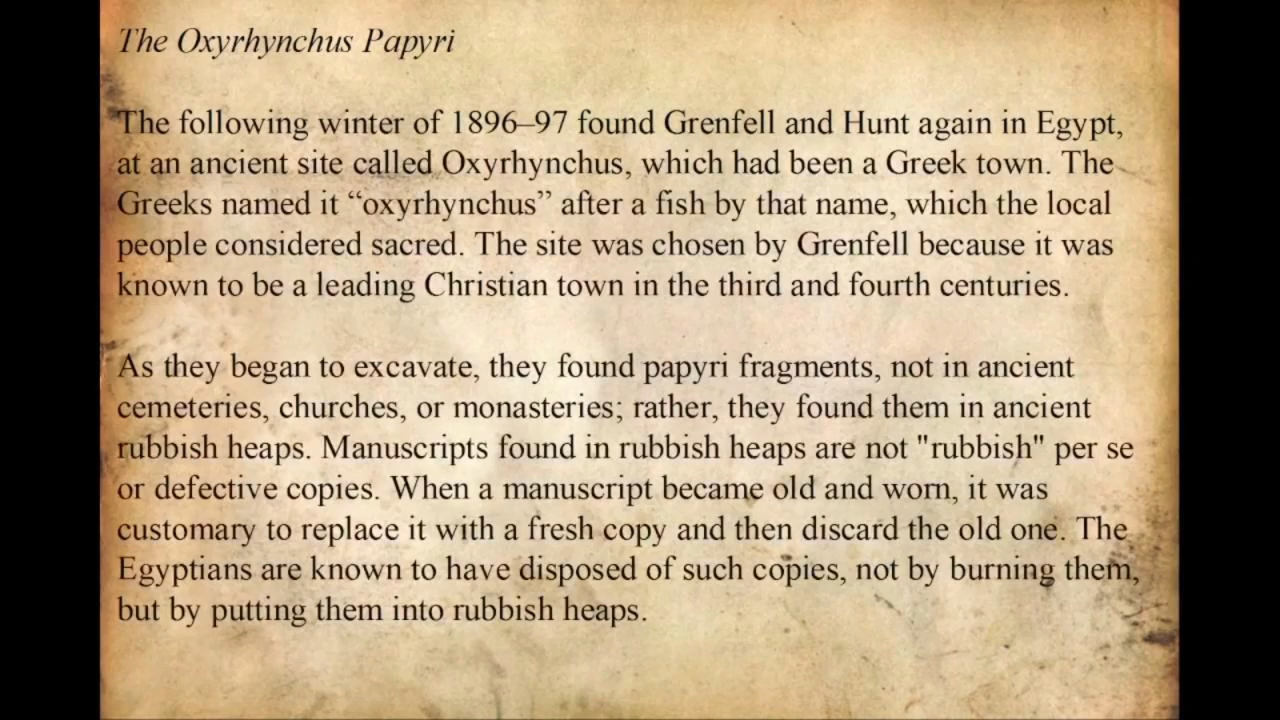 The Oxyrhynchus Papyri
The following winter of 1896–97 found Grenfell and Hunt again in Egypt,
at an ancient site called Oxyrhynchus, which had been a Greek town. The
Greeks named it “oxyrhynchus” after a fish by that name, which the local
people considered sacred. The site was chosen by Grenfell because it was
known to be a leading Christian town in the third and fourth centuries.
As they began to excavate, they found papyri fragments, not in ancient
cemeteries, churches, or monasteries; rather, they found them in ancient
rubbish heaps. Manuscripts found in rubbish heaps are not "rubbish" per se
or defective copies. When a manuscript became old and worn, it was
customary to replace it with a fresh copy and then discard the old one. The
Egyptians are known to have disposed of such copies, not by burning them,
but by putting them into rubbish heaps.